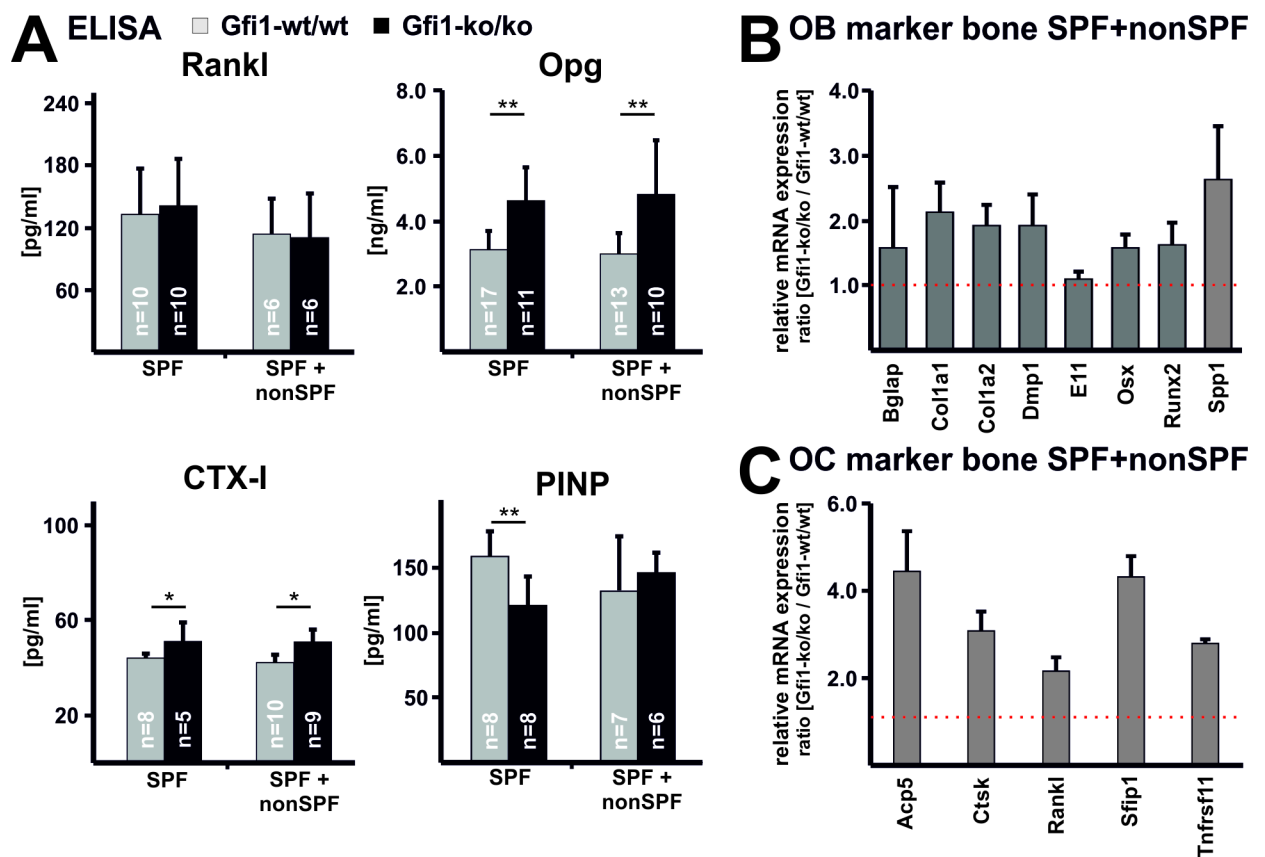 A ELISA Gfi1-wt/wt Gfi1-ko/ko
Rankl
[pg/ml]
240
180
120
60
n=10
n=10
n=6
n=6
SPF
SPF +
nonSPF
Opg
[ng/ml]
8.0
6.0
4.0
2.0
**
**
n=17
n=11
n=13
n=10
SPF
SPF +
nonSPF
CTX-I
[pg/ml]
100
60
20
*
*
n=8
n=5
n=10
n=9
SPF
SPF +
nonSPF
PINP
[pg/ml]
150
100
50
**
n=8
n=8
n=7
n=6
SPF
SPF +
nonSPF
B OB marker bone SPF+nonSPF
relative mRNA expression
ratio [Gfi1-ko/ko / Gfi1-wt/wt]
4.0
3.0
2.0
1.0
Bglap
Col1a1
Col1a2
Dmp1
E11
Osx
Runx2
Spp1
C OC marker bone SPF+nonSPF
relative mRNA expression
ratio [Gfi1-ko/ko / Gfi1-wt/wt]
6.0
4.0
2.0
Acp5
Ctsk
Rankl
Sfip1
Tnfrsf11